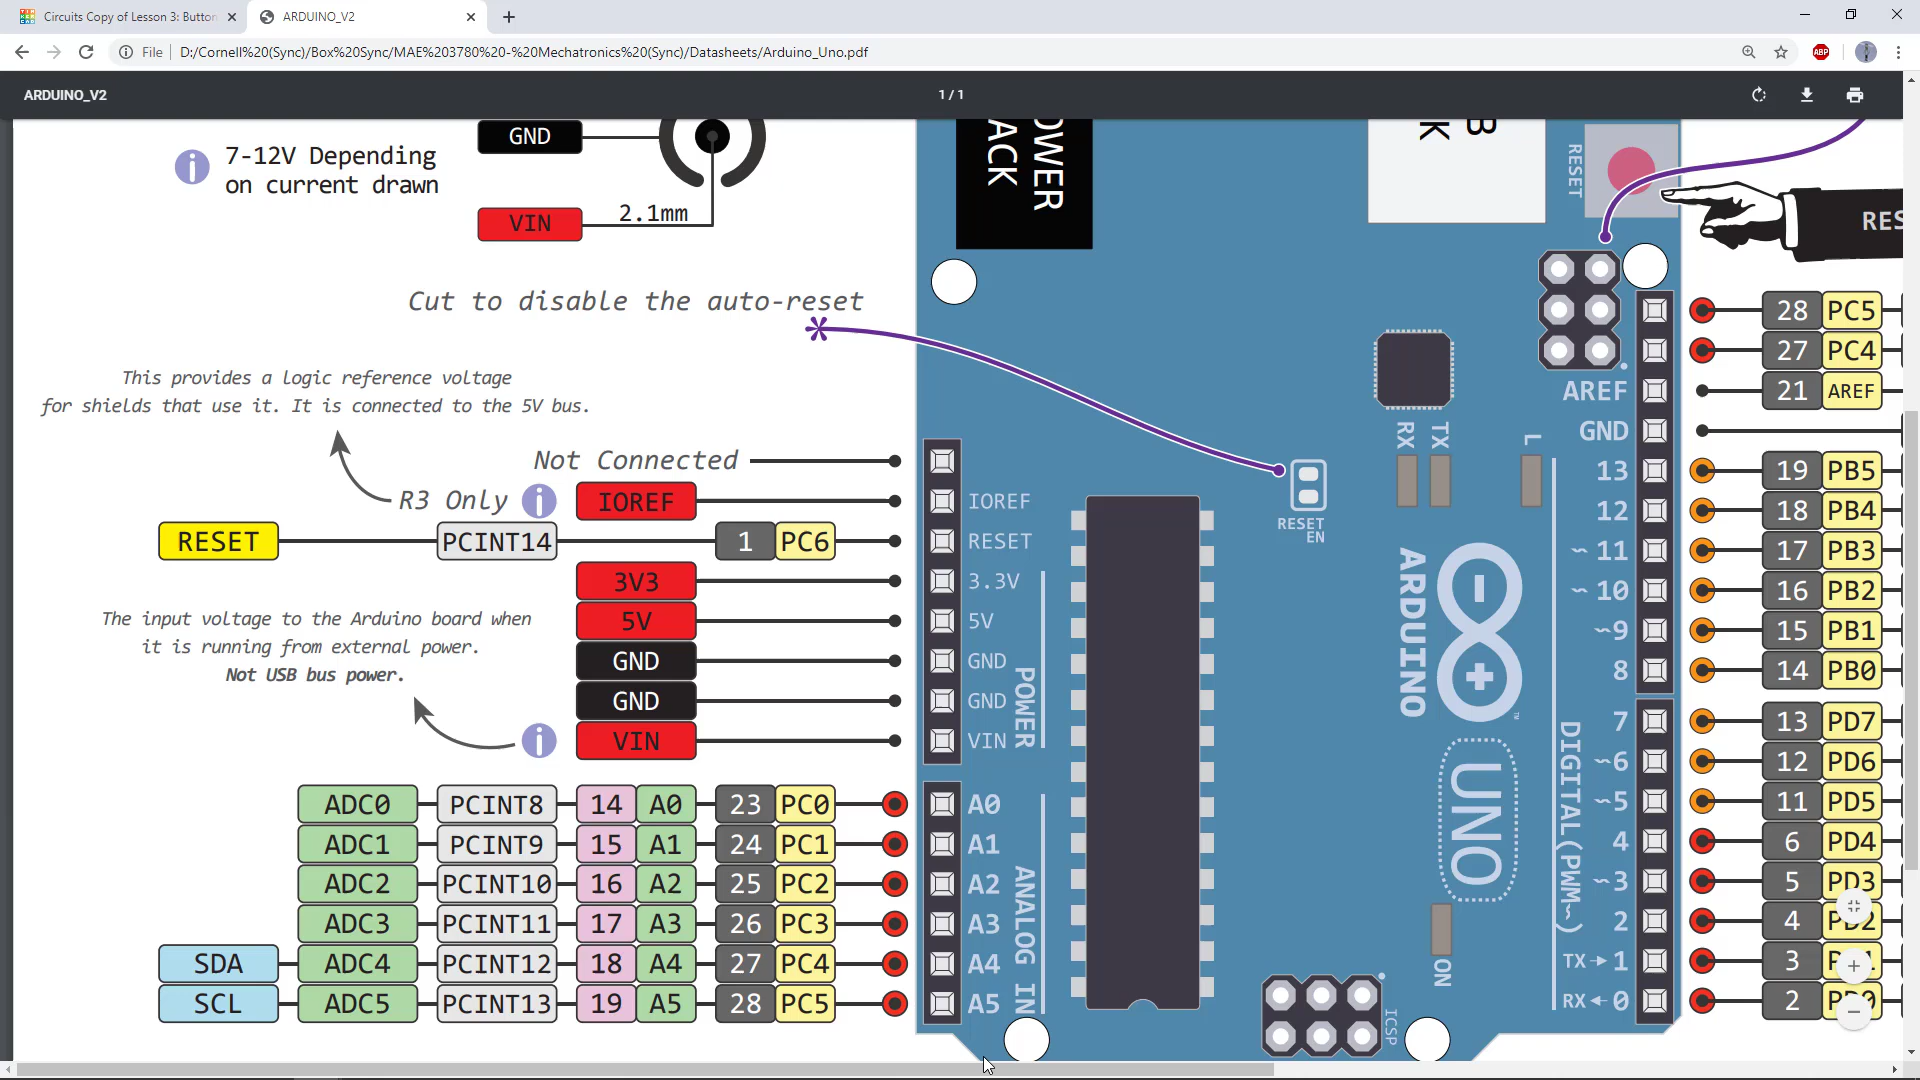 Circuits Copy of Lesson 3: Button
ARDUINO_V2
File
D:/Cornell%20(Sync)/Box%20Sync/MAE%203780%20-%20Mechatronics%20(Sync)/Datasheets/Arduino_Uno.pdf
ABP
ARDUINO_V2
1 / 1
GND
7-12V Depending
on current drawn
VIN
2.1mm
OWER
ACK
B
K
RESET
RES
Cut to disable the auto-reset
*
This provides a logic reference voltage
for shields that use it. It is connected to the 5V bus.
Not Connected
R3 Only
IOREF
IOREF
RESET
PCINT14
1 PC6
RESET
3V3
3.3V
The input voltage to the Arduino board when
it is running from external power.
Not USB bus power.
5V
5V
GND
GND
GND
GND
VIN
VIN
POWER
ADC0 PCINT8 14 A0 23 PC0 A0
ADC1 PCINT9 15 A1 24 PC1 A1
ADC2 PCINT10 16 A2 25 PC2 A2
ADC3 PCINT11 17 A3 26 PC3 A3
SDA ADC4 PCINT12 18 A4 27 PC4 A4
SCL ADC5 PCINT13 19 A5 28 PC5 A5
ANALOG IN
RESET
EN
RX
TX
L
ARDUINO
TM
UNO
ON
ICSP
DIGITAL(PWM~)
28 PC5
27 PC4
AREF 21 AREF
GND
13 19 PB5
12 18 PB4
~ 11 17 PB3
~ 10 16 PB2
~9 15 PB1
8 14 PB0
7 13 PD7
~6 12 PD6
~5 11 PD5
4 6 PD4
~3 5 PD3
2 4 PD2
TX→ 1 3
RX← 0 2